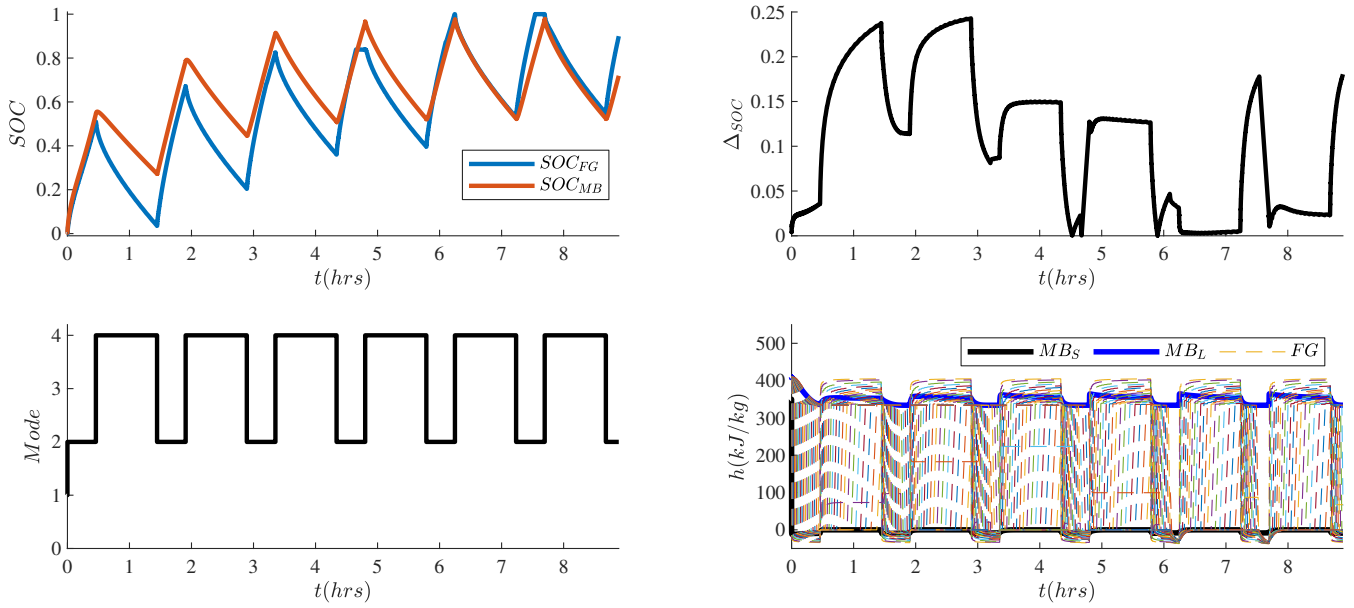 1
0.8
0.6
0.4
0.2
0
SOC
0 1 2 3 4 5 6 7 8
t(hrs)
SOC_FG
SOC_MB
0.25
0.20
0.15
0.10
0.05
0
Δ_SOC
0 1 2 3 4 5 6 7 8
t(hrs)
4
3
2
1
0
Mode
0 1 2 3 4 5 6 7 8
t(hrs)
500
400
300
200
100
0
h(kJ/kg)
MB_S MB_L FG
0 1 2 3 4 5 6 7 8
t(hrs)